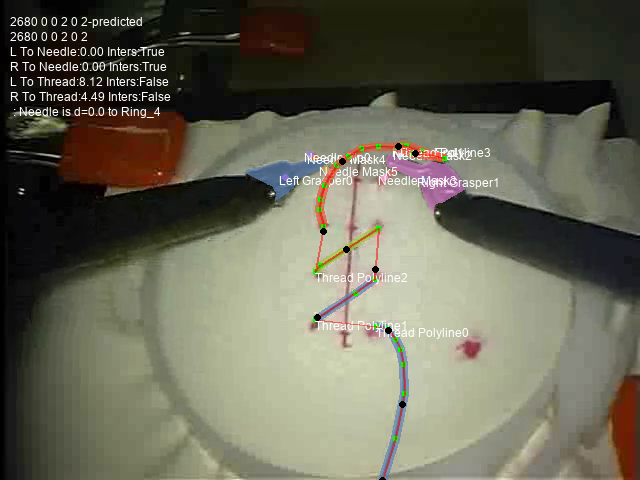 2680 0 0 2 0 2-predicted
2680 0 0 2 0 2
L To Needle:0.00 Inters:True
R To Needle:0.00 Inters:True
L To Thread:8.12 Inters:False
R To Thread:4.49 Inters:False
: Needle is d=0.0 to Ring_4
Thread Polyline3
Needle Mask5
Left Grasper0
Needle Mask3
Right Grasper1
Thread Polyline2
Thread Polyline1
Thread Polyline0